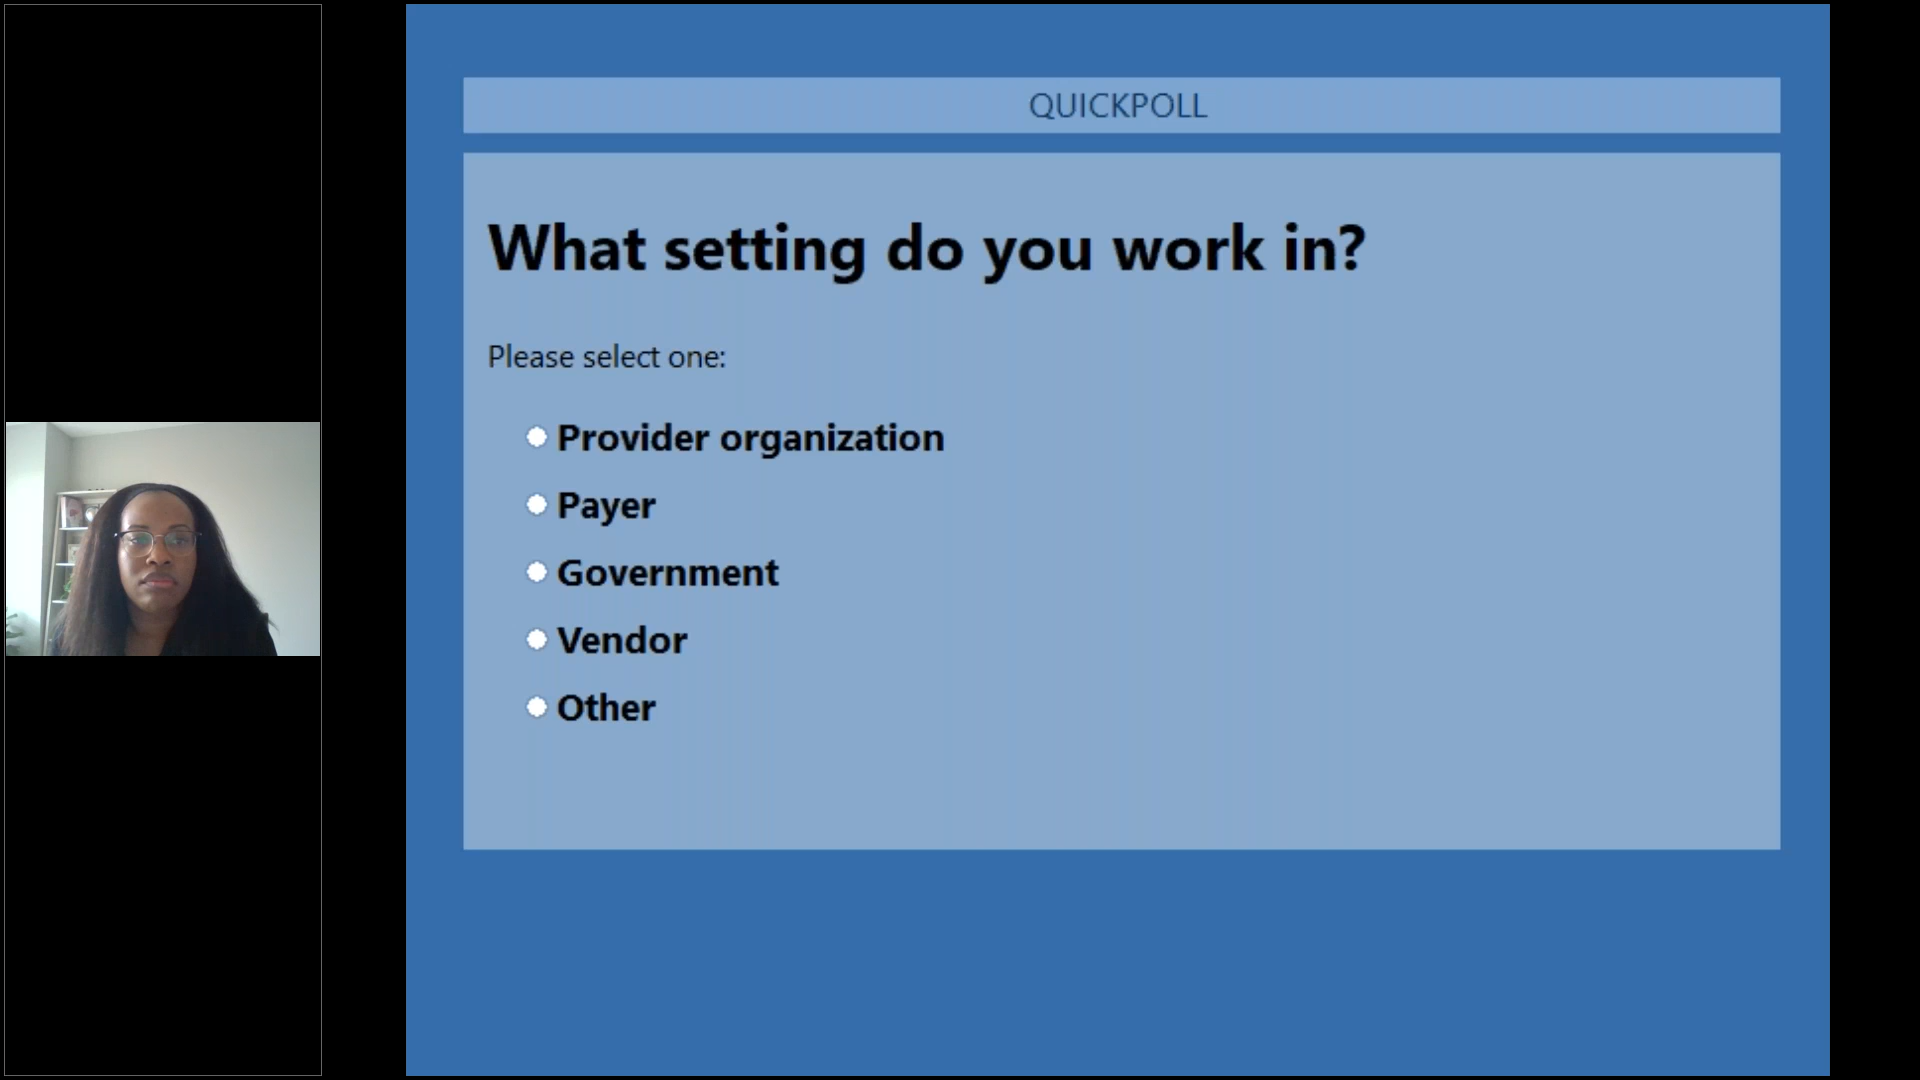 QUICKPOLL
What setting do you work in?
Please select one:
Provider organization
Payer
Government
Vendor
Other